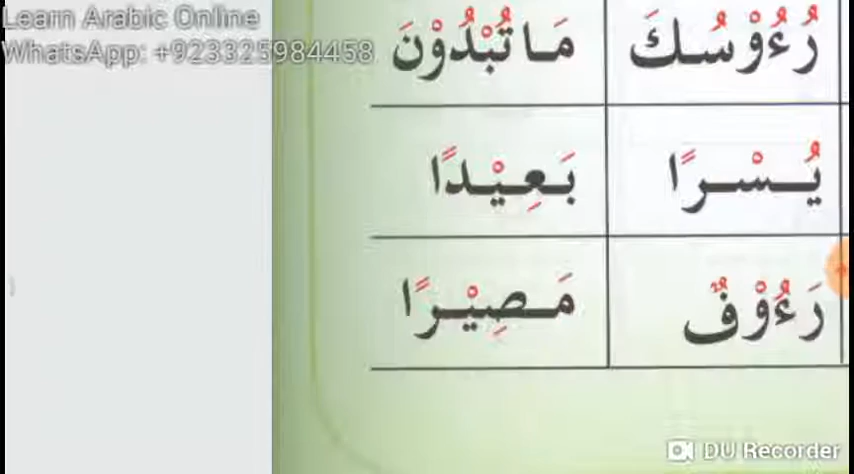 Learn Arabic Online
WhatsApp: +923325984458
رُءُوْسُكَ مَا تُبْدُوْنَ
يُسْرًا بَعِيْدًا
رَءُوْفٌ مَصِيْرًا
DU Recorder